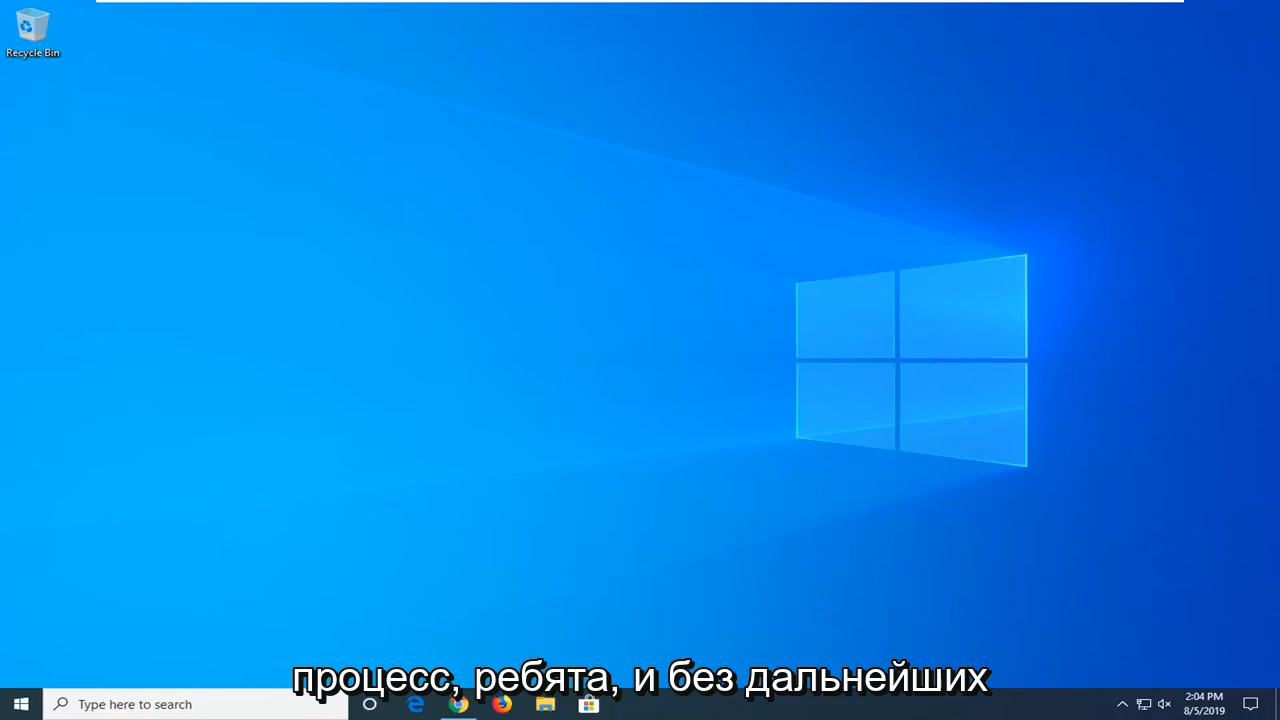 Recycle Bin
процесс, ребята, и без дальнейших
Type here to search
2:04 PM
8/5/2019